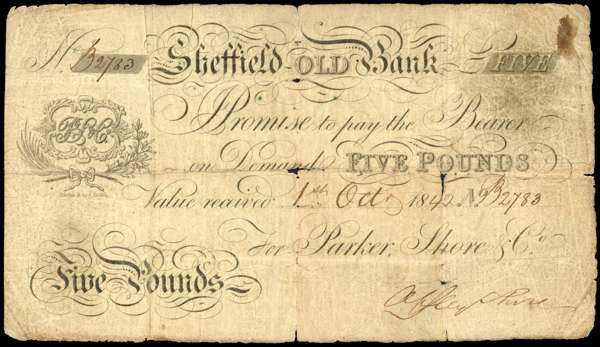 No. B2783 Sheffield OLD Bank FIVE
I Promise to pay the Bearer
on Demand FIVE POUNDS
Value received 1st Oct 1842 No B2783
For Parker, Shore & Co.
Five Pounds